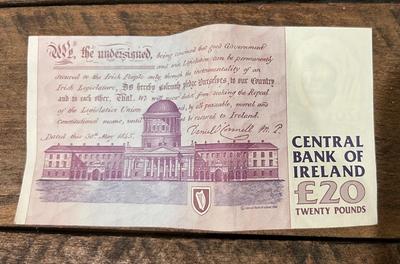 We, the undersigned, being convinced that good Government
and wise Legislation can be permanently
secured to the Irish People only through the instrumentality of an
Irish Legislature, Do hereby solemnly pledge Ourselves, to our Country
and to each other, That We will never desist from seeking the Repeal
of the Legislative Union by all peaceable, moral and
Constitutional means, until be restored to Ireland.
Dated this 30th May 1845. Daniel O'Connell M.P.
CENTRAL
BANK OF
IRELAND
£20
TWENTY POUNDS